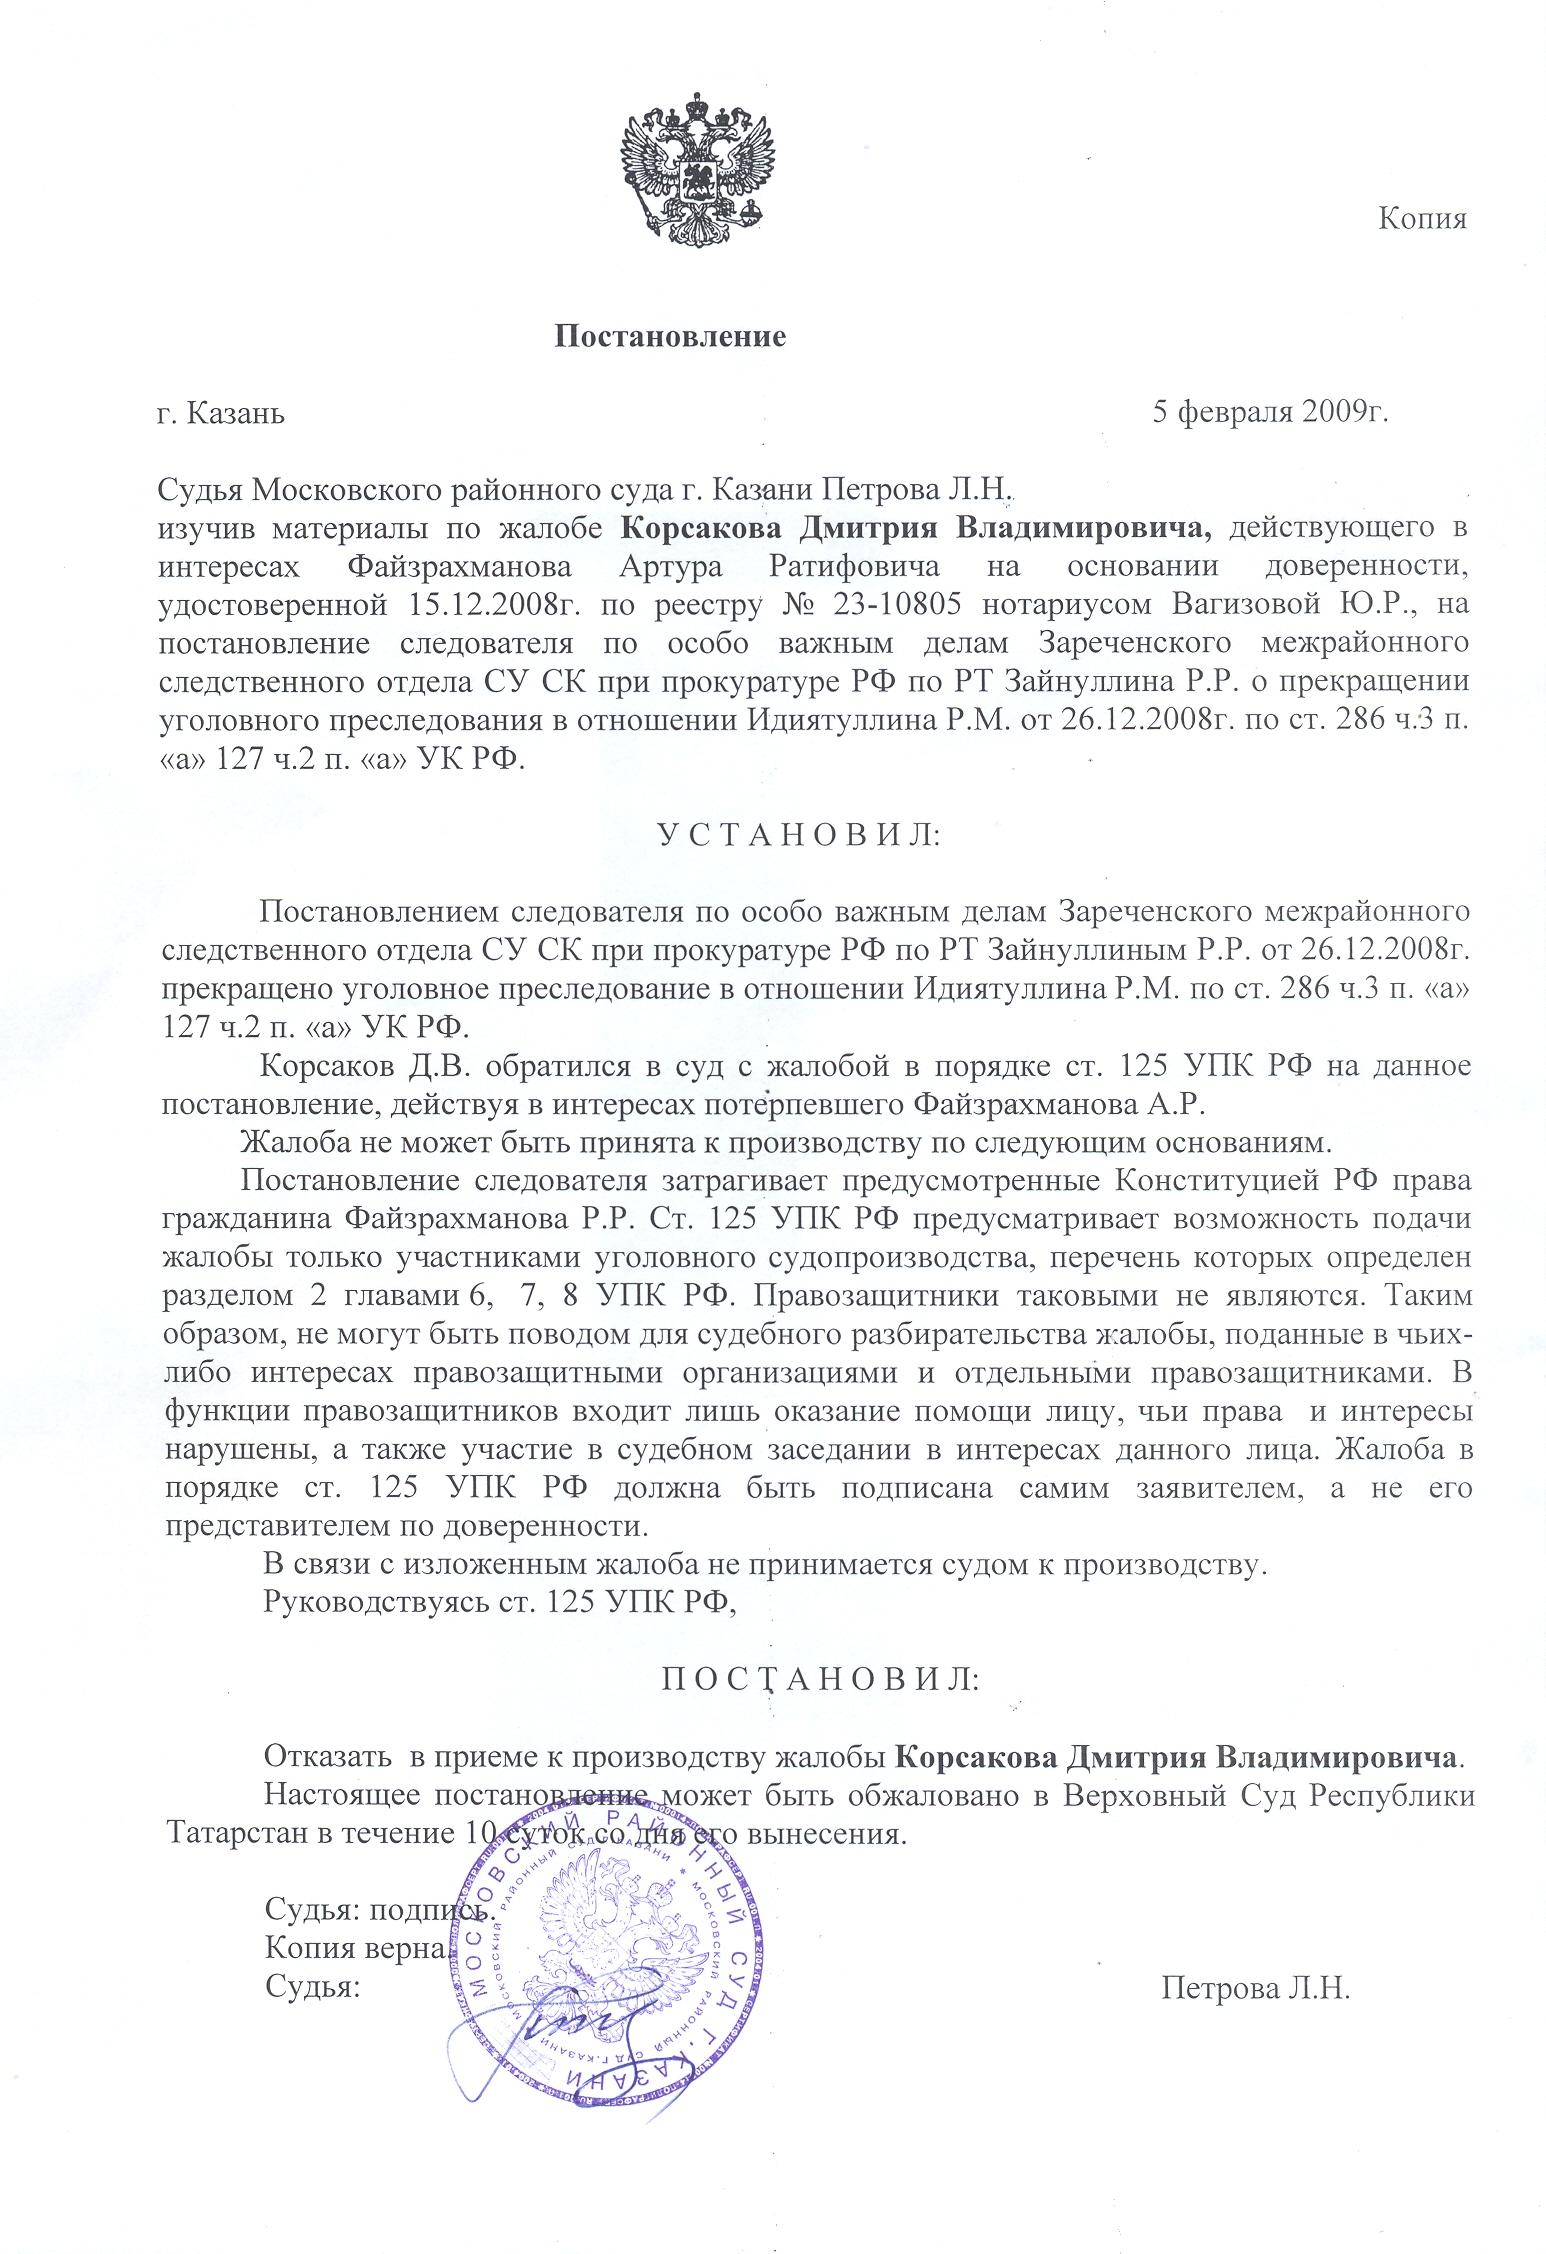 Копия
Постановление
г. Казань 5 февраля 2009г.
Судья Московского районного суда г. Казани Петрова Л.Н.
изучив материалы по жалобе Корсакова Дмитрия Владимировича, действующего в
интересах Файзрахманова Артура Ратифовича на основании доверенности,
удостоверенной 15.12.2008г. по реестру № 23-10805 нотариусом Вагизовой Ю.Р., на
постановление следователя по особо важным делам Зареченского межрайонного
следственного отдела СУ СК при прокуратуре РФ по РТ Зайнуллина Р.Р. о прекращении
уголовного преследования в отношении Идиятуллина Р.М. от 26.12.2008г. по ст. 286 ч.3 п.
«а» 127 ч.2 п. «а» УК РФ.
У С Т А Н О В И Л:
Постановлением следователя по особо важным делам Зареченского межрайонного
следственного отдела СУ СК при прокуратуре РФ по РТ Зайнуллиным Р.Р. от 26.12.2008г.
прекращено уголовное преследование в отношении Идиятуллина Р.М. по ст. 286 ч.3 п. «а»
127 ч.2 п. «а» УК РФ.
Корсаков Д.В. обратился в суд с жалобой в порядке ст. 125 УПК РФ на данное
постановление, действуя в интересах потерпевшего Файзрахманова А.Р.
Жалоба не может быть принята к производству по следующим основаниям.
Постановление следователя затрагивает предусмотренные Конституцией РФ права
гражданина Файзрахманова Р.Р. Ст. 125 УПК РФ предусматривает возможность подачи
жалобы только участниками уголовного судопроизводства, перечень которых определен
разделом 2 главами 6, 7, 8 УПК РФ. Правозащитники таковыми не являются. Таким
образом, не могут быть поводом для судебного разбирательства жалобы, поданные в чьих-
либо интересах правозащитными организациями и отдельными правозащитниками. В
функции правозащитников входит лишь оказание помощи лицу, чьи права и интересы
нарушены, а также участие в судебном заседании в интересах данного лица. Жалоба в
порядке ст. 125 УПК РФ должна быть подписана самим заявителем, а не его
представителем по доверенности.
В связи с изложенным жалоба не принимается судом к производству.
Руководствуясь ст. 125 УПК РФ,
П О С Т А Н О В И Л:
Отказать в приеме к производству жалобы Корсакова Дмитрия Владимировича.
Настоящее постановление может быть обжаловано в Верховный Суд Республики
Татарстан в течение 10 суток со дня его вынесения.
Судья: подпись.
Копия верна.
Судья: Петрова Л.Н.
МОСКОВСКИЙ РАЙОННЫЙ СУД Г. КАЗАНИ
МОСКОВСКИЙ РАЙОННЫЙ СУД Г.КАЗАНИ * МОСКОВСКИЙ РАЙОННЫЙ СУД Г.КАЗАНИ